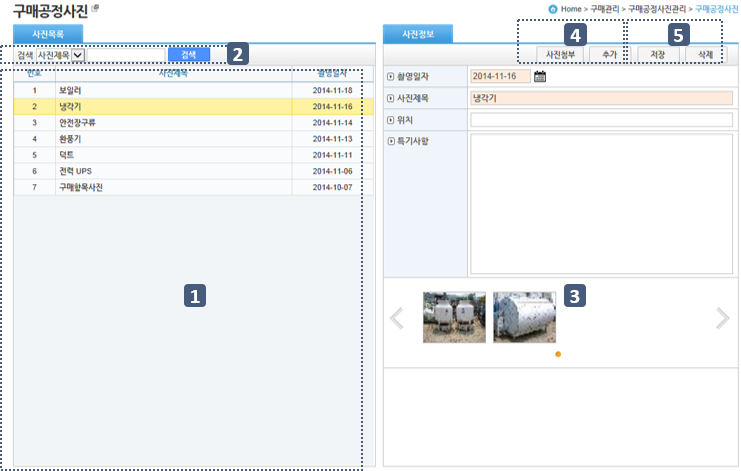 구매공정사진
Home > 구매관리 > 구매공정사진관리 > 구매공정사진
사진목록
검색 사진제목 검색 2
번호 사진제목 촬영일자
1 보일러 2014-11-18
2 냉각기 2014-11-16
3 안전장구류 2014-11-14
4 환풍기 2014-11-13
5 덕트 2014-11-11
6 전력 UPS 2014-11-06
7 구매항목사진 2014-10-07
1
사진정보
4 5
사진첨부 추가 저장 삭제
촬영일자 2014-11-16
사진제목 냉각기
위치
특기사항
3